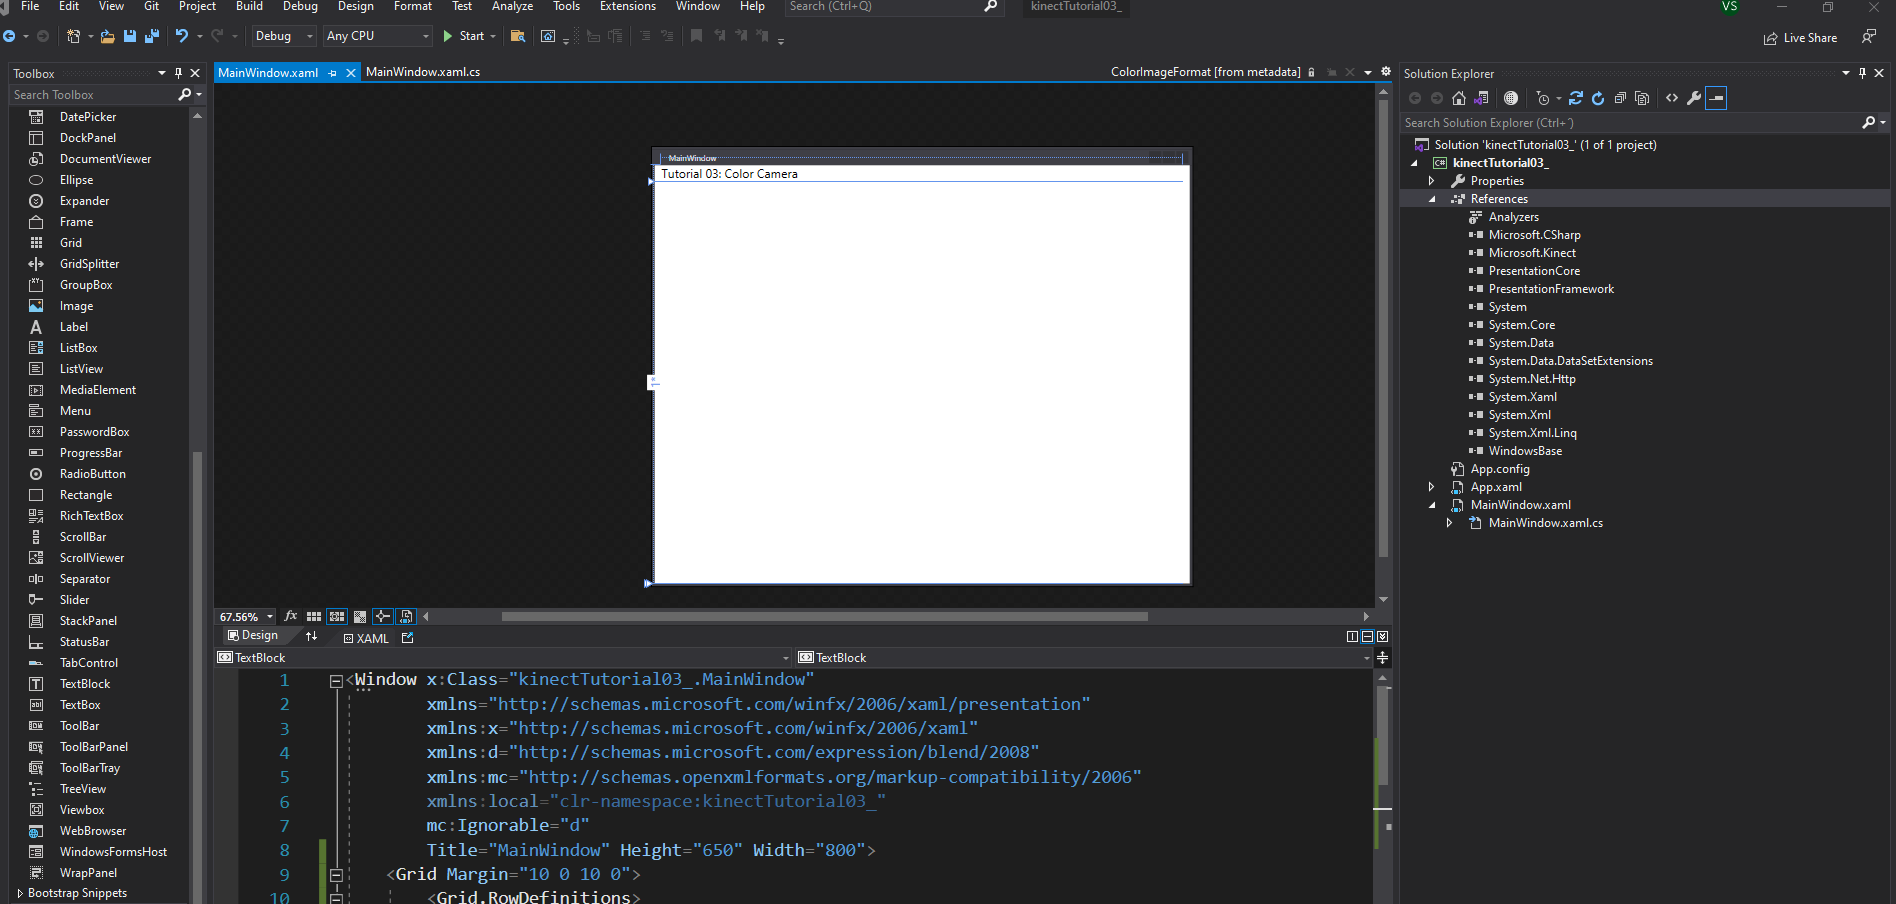 File Edit View Git Project Build Debug Design Format Test Analyze Tools Extensions Window Help Search (Ctrl+Q) kinectTutorial03_ VS
Debug Any CPU Start Live Share
Toolbox
Search Toolbox
DatePicker
DockPanel
DocumentViewer
Ellipse
Expander
Frame
Grid
GridSplitter
GroupBox
Image
Label
ListBox
ListView
MediaElement
Menu
PasswordBox
ProgressBar
RadioButton
Rectangle
RichTextBox
ScrollBar
ScrollViewer
Separator
Slider
StackPanel
StatusBar
TabControl
TextBlock
TextBox
ToolBar
ToolBarPanel
ToolBarTray
TreeView
Viewbox
WebBrowser
WindowsFormsHost
WrapPanel
Bootstrap Snippets
MainWindow.xaml MainWindow.xaml.cs ColorImageFormat [from metadata]
MainWindow
Tutorial 03: Color Camera
67.56% fx
Design XAML
TextBlock TextBlock
1 <Window x:Class="kinectTutorial03_.MainWindow"
2 xmlns="http://schemas.microsoft.com/winfx/2006/xaml/presentation"
3 xmlns:x="http://schemas.microsoft.com/winfx/2006/xaml"
4 xmlns:d="http://schemas.microsoft.com/expression/blend/2008"
5 xmlns:mc="http://schemas.openxmlformats.org/markup-compatibility/2006"
6 xmlns:local="clr-namespace:kinectTutorial03_"
7 mc:Ignorable="d"
8 Title="MainWindow" Height="650" Width="800">
9 <Grid Margin="10 0 10 0">
10 <Grid.RowDefinitions>
Solution Explorer
Search Solution Explorer (Ctrl+¨)
Solution 'kinectTutorial03_' (1 of 1 project)
C# kinectTutorial03_
Properties
References
Analyzers
Microsoft.CSharp
Microsoft.Kinect
PresentationCore
PresentationFramework
System
System.Core
System.Data
System.Data.DataSetExtensions
System.Net.Http
System.Xaml
System.Xml
System.Xml.Linq
WindowsBase
App.config
App.xaml
MainWindow.xaml
MainWindow.xaml.cs